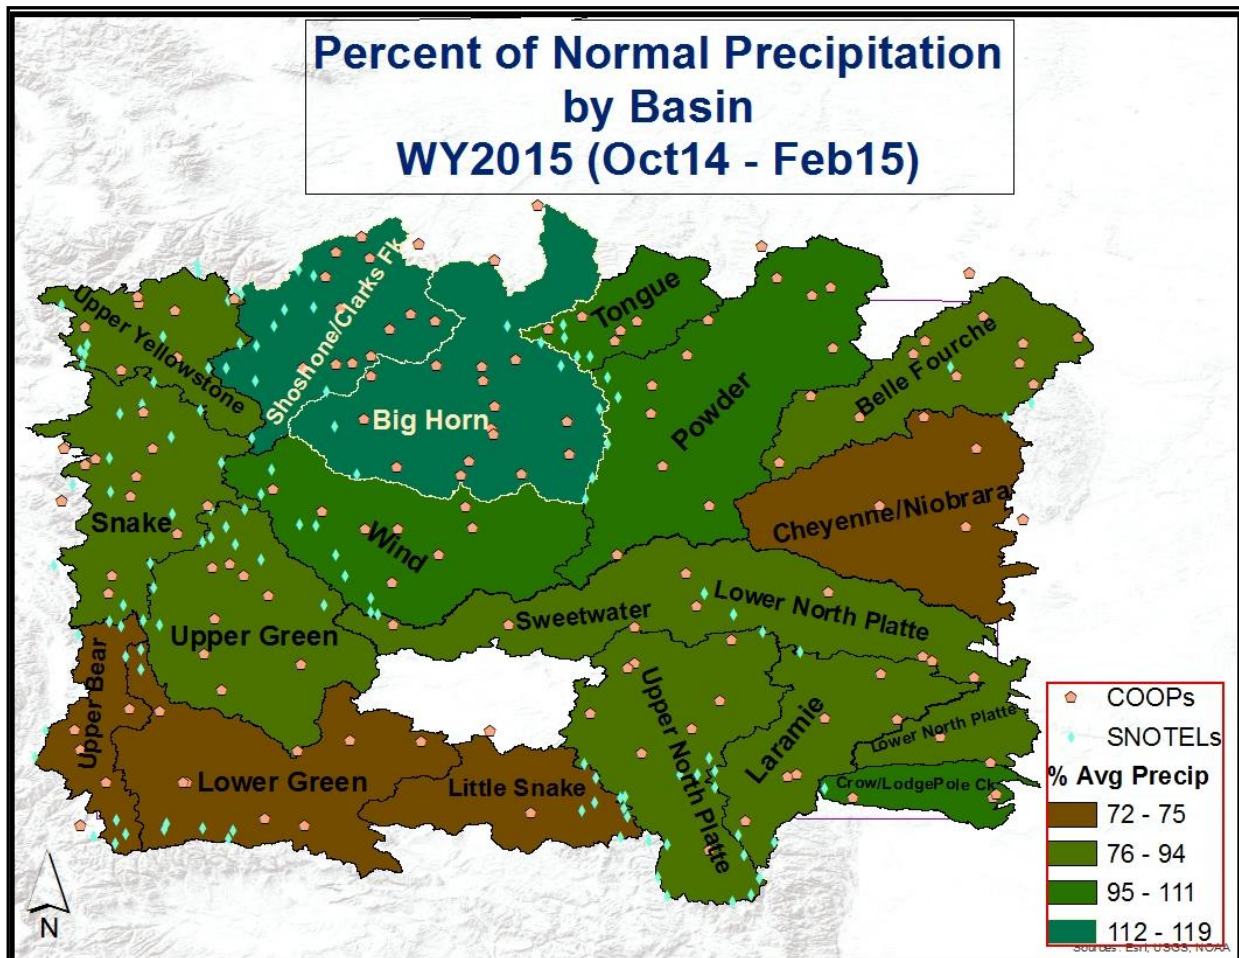 Percent of Normal Precipitation
by Basin
WY2015 (Oct14 - Feb15)
Upper Yellowstone
Shoshone/Clarks Fk
Tongue
Belle Fourche
Big Horn
Powder
Snake
Wind
Cheyenne/Niobrara
Upper Green
Sweetwater
Lower North Platte
Upper Bear
Lower Green
Little Snake
Upper North Platte
Laramie
Lower North Platte
Crow/LodgePole Ck
COOPs
SNOTELs
% Avg Precip
72 - 75
76 - 94
95 - 111
112 - 119
Sources: Esri, USGS, NOAA
N